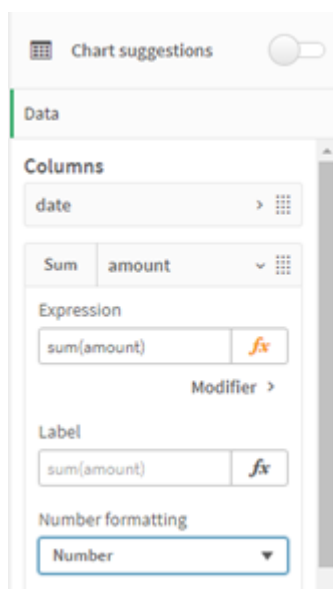 Chart suggestions
Data
Columns
date
Sum amount
Expression
sum(amount) fx
Modifier >
Label
sum(amount) fx
Number formatting
Number